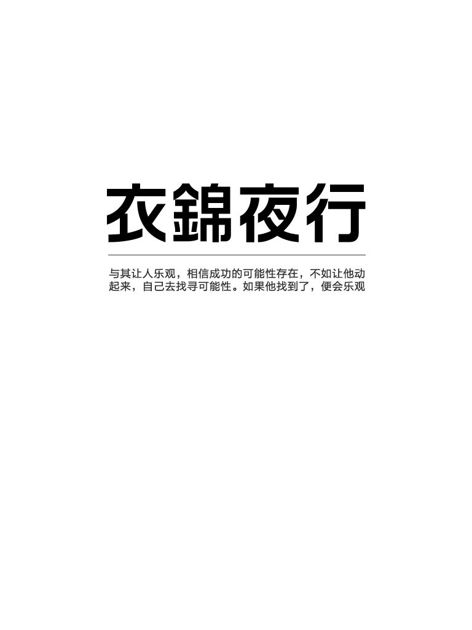 衣錦夜行
与其让人乐观，相信成功的可能性存在，不如让他动
起来，自己去找寻可能性。如果他找到了，便会乐观